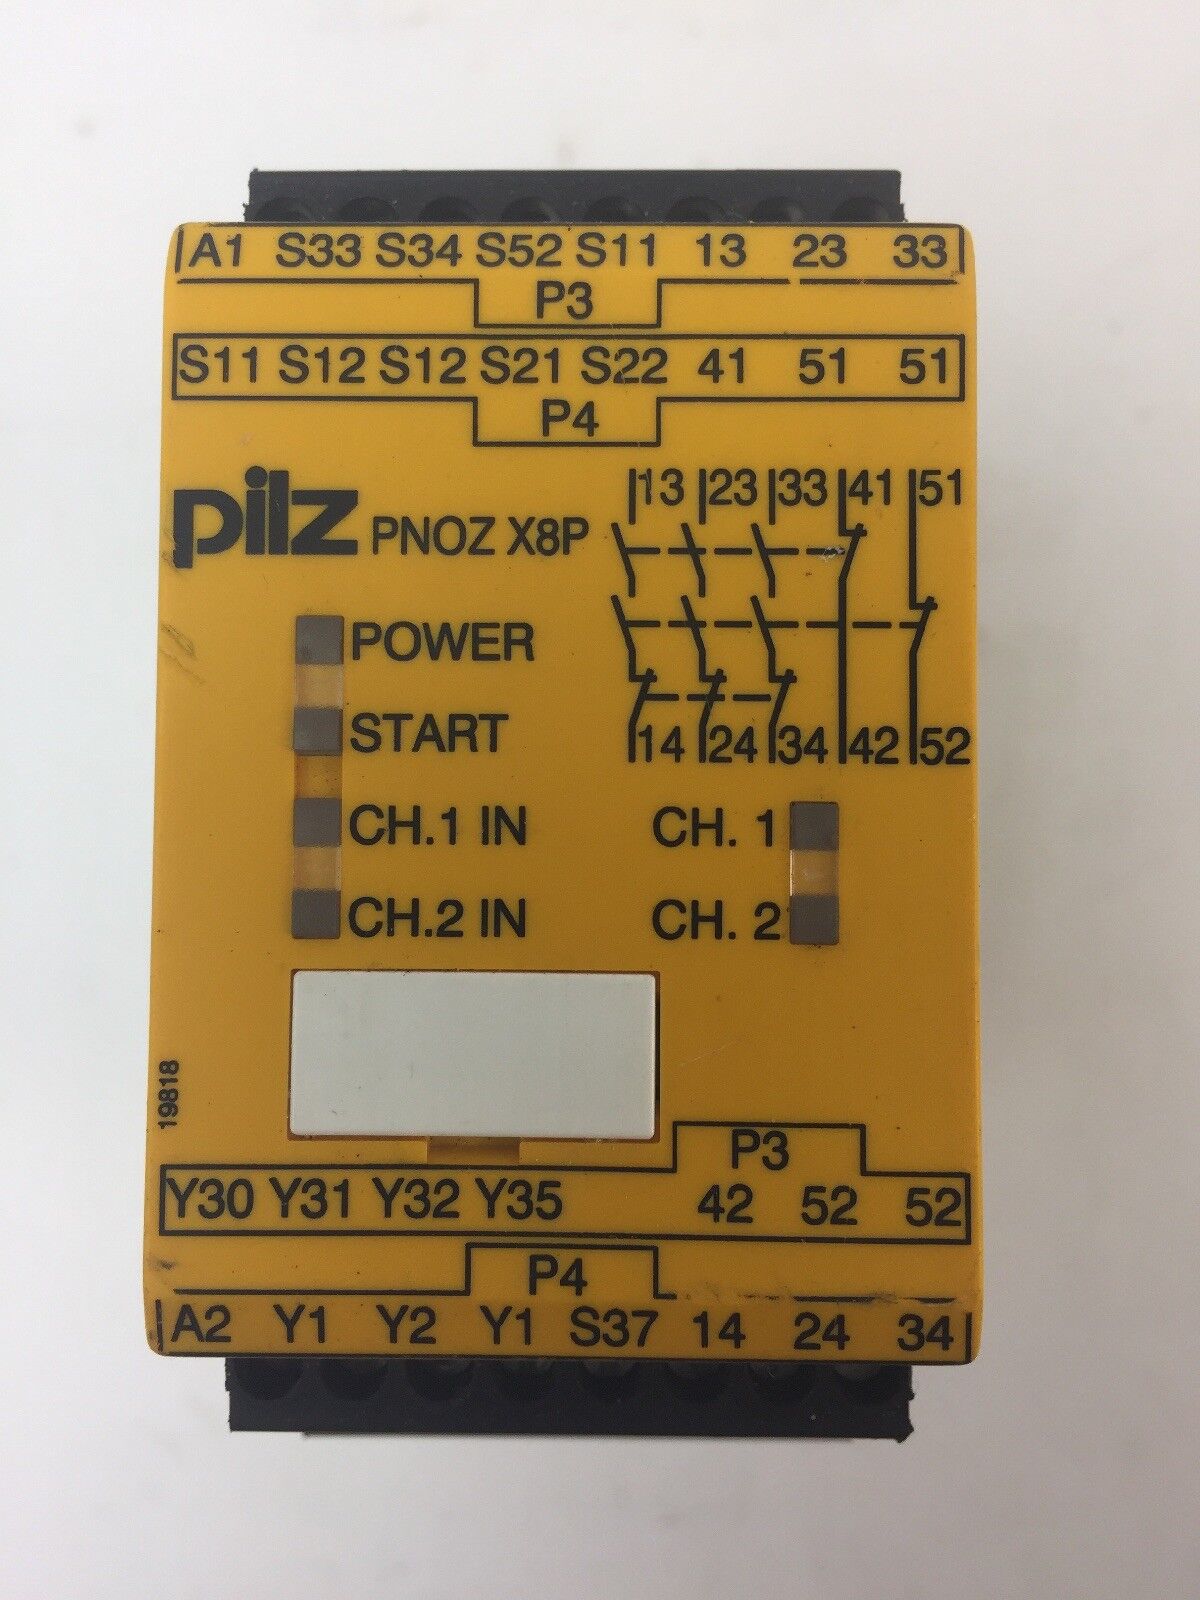 A1 S33 S34 S52 S11 13 23 33
P3
S11 S12 S12 S21 S22 41 51 51
P4
pilz PNOZ X8P
13 23 33 41 51
14 24 34 42 52
POWER
START
CH.1 IN
CH.2 IN
CH. 1
CH. 2
19818
P3
Y30 Y31 Y32 Y35 42 52 52
P4
A2 Y1 Y2 Y1 S37 14 24 34